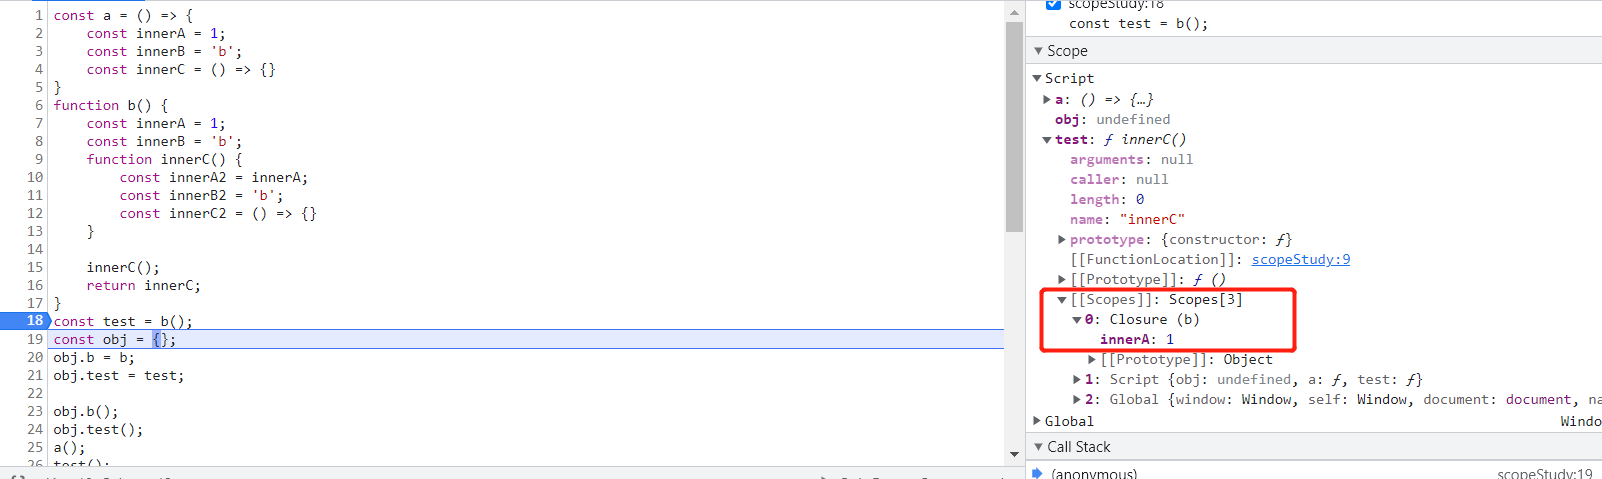 1 const a = () => {
2 const innerA = 1;
3 const innerB = 'b';
4 const innerC = () => {}
5 }
6 function b() {
7 const innerA = 1;
8 const innerB = 'b';
9 function innerC() {
10 const innerA2 = innerA;
11 const innerB2 = 'b';
12 const innerC2 = () => {}
13 }
14
15 innerC();
16 return innerC;
17 }
18 const test = b();
19 const obj = {};
20 obj.b = b;
21 obj.test = test;
22
23 obj.b();
24 obj.test();
25 a();
26 test();
scopeStudy:18
const test = b();
Scope
Script
a: () => {…}
obj: undefined
test: ƒ innerC()
arguments: null
caller: null
length: 0
name: "innerC"
prototype: {constructor: ƒ}
[[FunctionLocation]]: scopeStudy:9
[[Prototype]]: ƒ ()
[[Scopes]]: Scopes[3]
0: Closure (b)
innerA: 1
[[Prototype]]: Object
1: Script {obj: undefined, a: ƒ, test: ƒ}
2: Global {window: Window, self: Window, document: document, na
Global Windo
Call Stack
(anonymous) scopeStudy:19